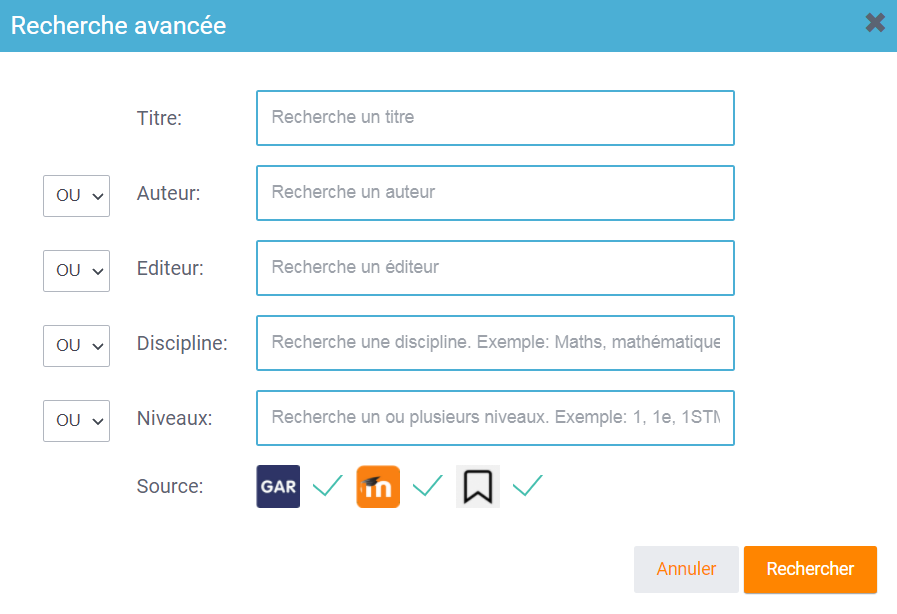 Recherche avancée
Titre: Recherche un titre
OU Auteur: Recherche un auteur
OU Editeur: Recherche un éditeur
OU Discipline: Recherche une discipline. Exemple: Maths, mathématique
OU Niveaux: Recherche un ou plusieurs niveaux. Exemple: 1, 1e, 1STM
Source: GAR m
Annuler Rechercher